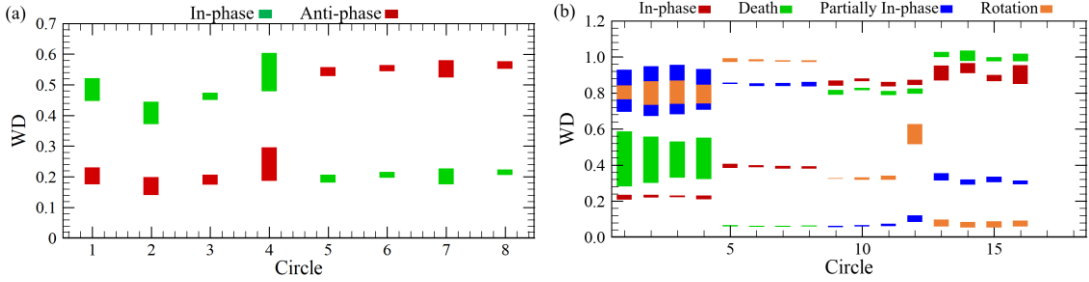 (a) In-phase Anti-phase
0.7
0.6
0.5
0.4
0.3
0.2
0.1
0
WD
1 2 3 4 5 6 7 8
Circle
(b) In-phase Death Partially In-phase Rotation
1.2
1.0
0.8
0.6
0.4
0.2
0.0
WD
5 10 15
Circle